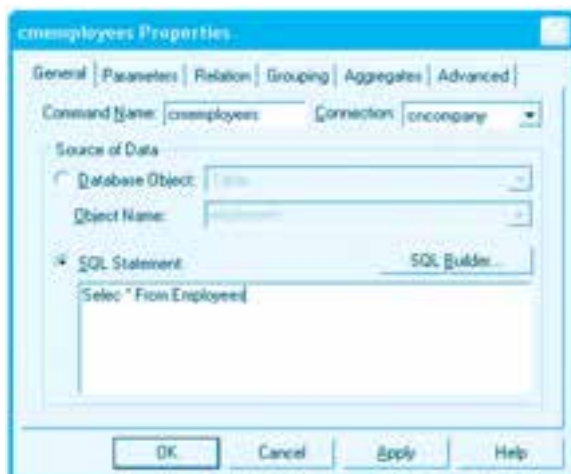 cmemployees Properties
General Parameters Relation Grouping Aggregates Advanced
Command Name: cmemployees Connection: cncompany
Source of Data
Database Object: Table
Object Name:
SQL Statement: SQL Builder...
Selec * From Employees
OK Cancel Apply Help